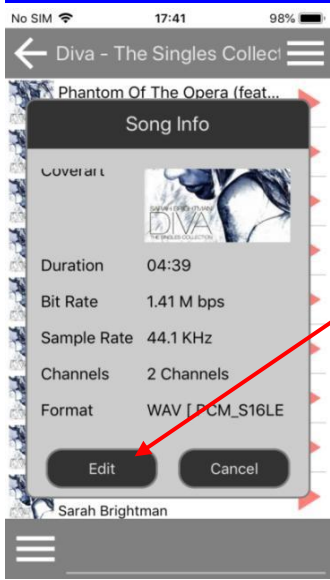 No SIM 17:41 98%
Diva - The Singles Collect
Phantom Of The Opera (feat...
Song Info
Coverart
SARAH BRIGHTMAN
DIVA
THE SINGLES COLLECTION
Duration 04:39
Bit Rate 1.41 M bps
Sample Rate 44.1 KHz
Channels 2 Channels
Format WAV [ PCM_S16LE
Edit Cancel
Sarah Brightman